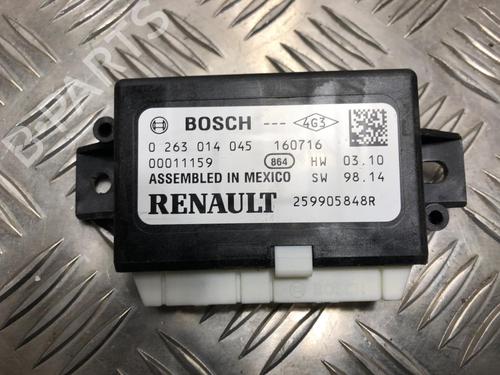 B-PARTS
BOSCH --- 4G3
0 263 014 045 160716
00011159 864 HW 03.10
ASSEMBLED IN MEXICO SW 98.14
RENAULT 259905848R